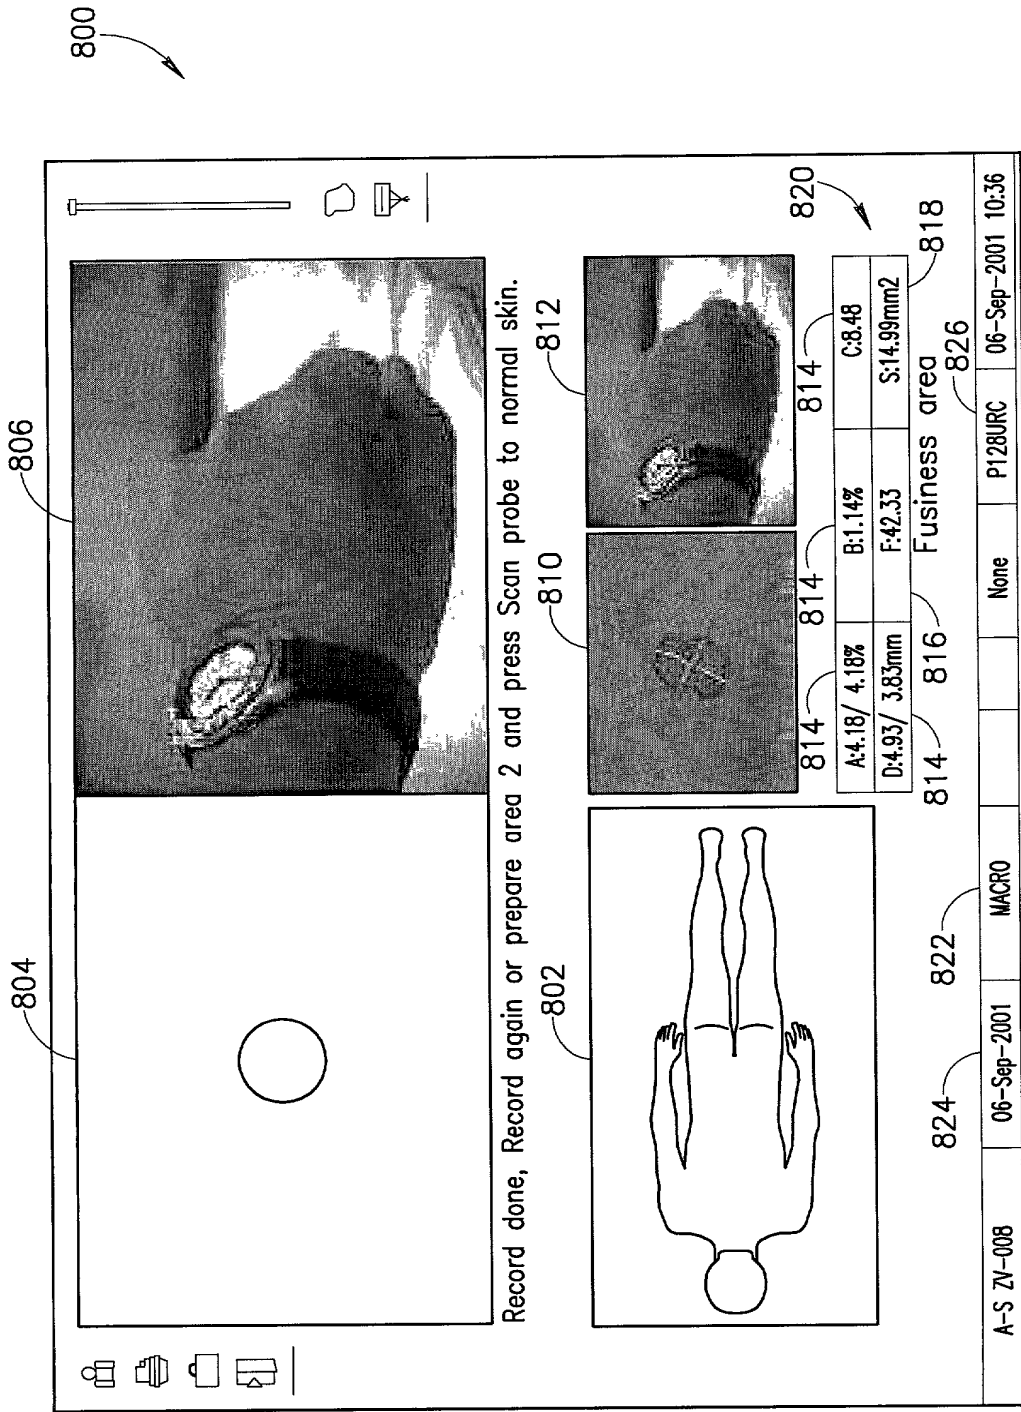 800
804
806
Record done, Record again or prepare area 2 and press Scan probe to normal skin.
802
810
812
814
814
814
820
A:4.18/ 4.18%
B:1.14%
C:8.48
D:4.93/ 3.83mm
F:42.33
S:14.99mm2
814
816
Fusiness area
818
824
822
826
A-S ZV-008
06-Sep-2001
MACRO
None
P128URC
06-Sep-2001 10:36